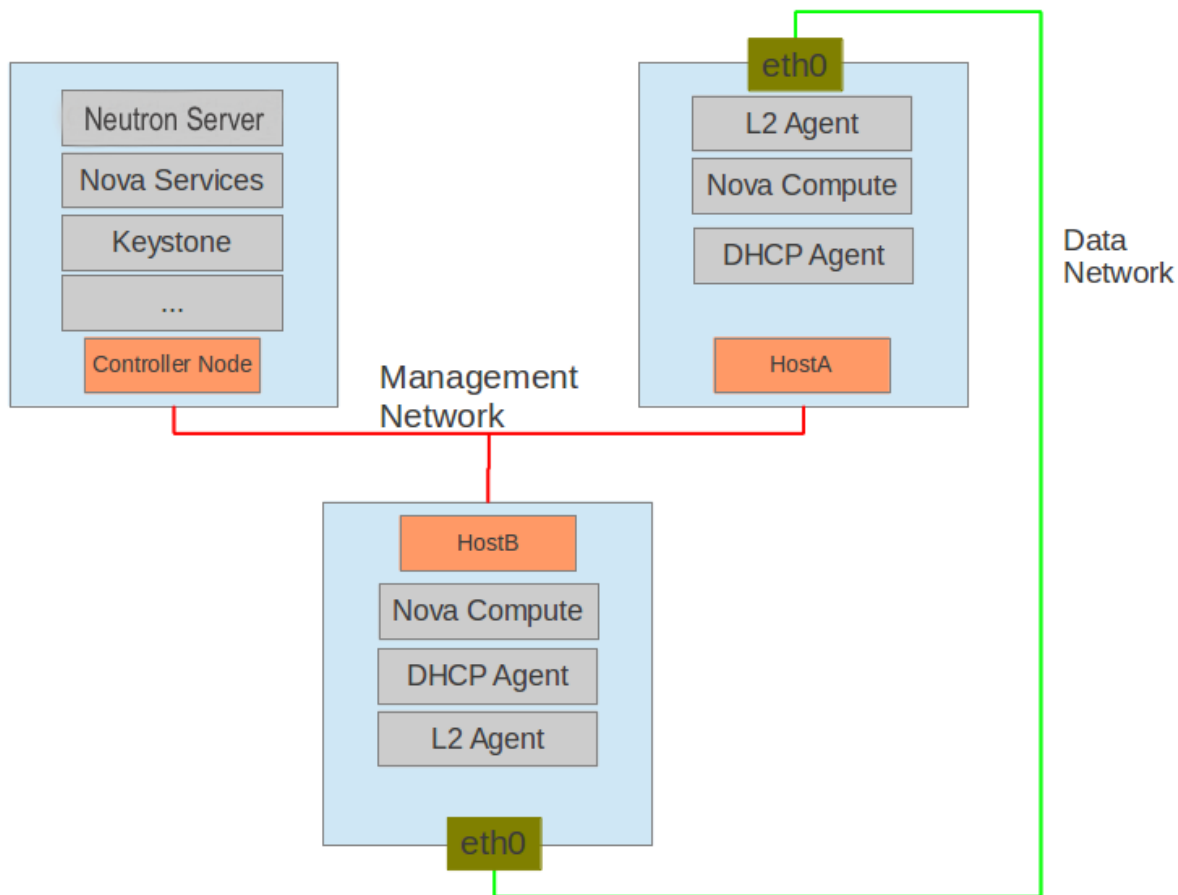 Neutron Server
Nova Services
Keystone
...
Controller Node
eth0
L2 Agent
Nova Compute
DHCP Agent
HostA
Data
Network
Management
Network
HostB
Nova Compute
DHCP Agent
L2 Agent
eth0